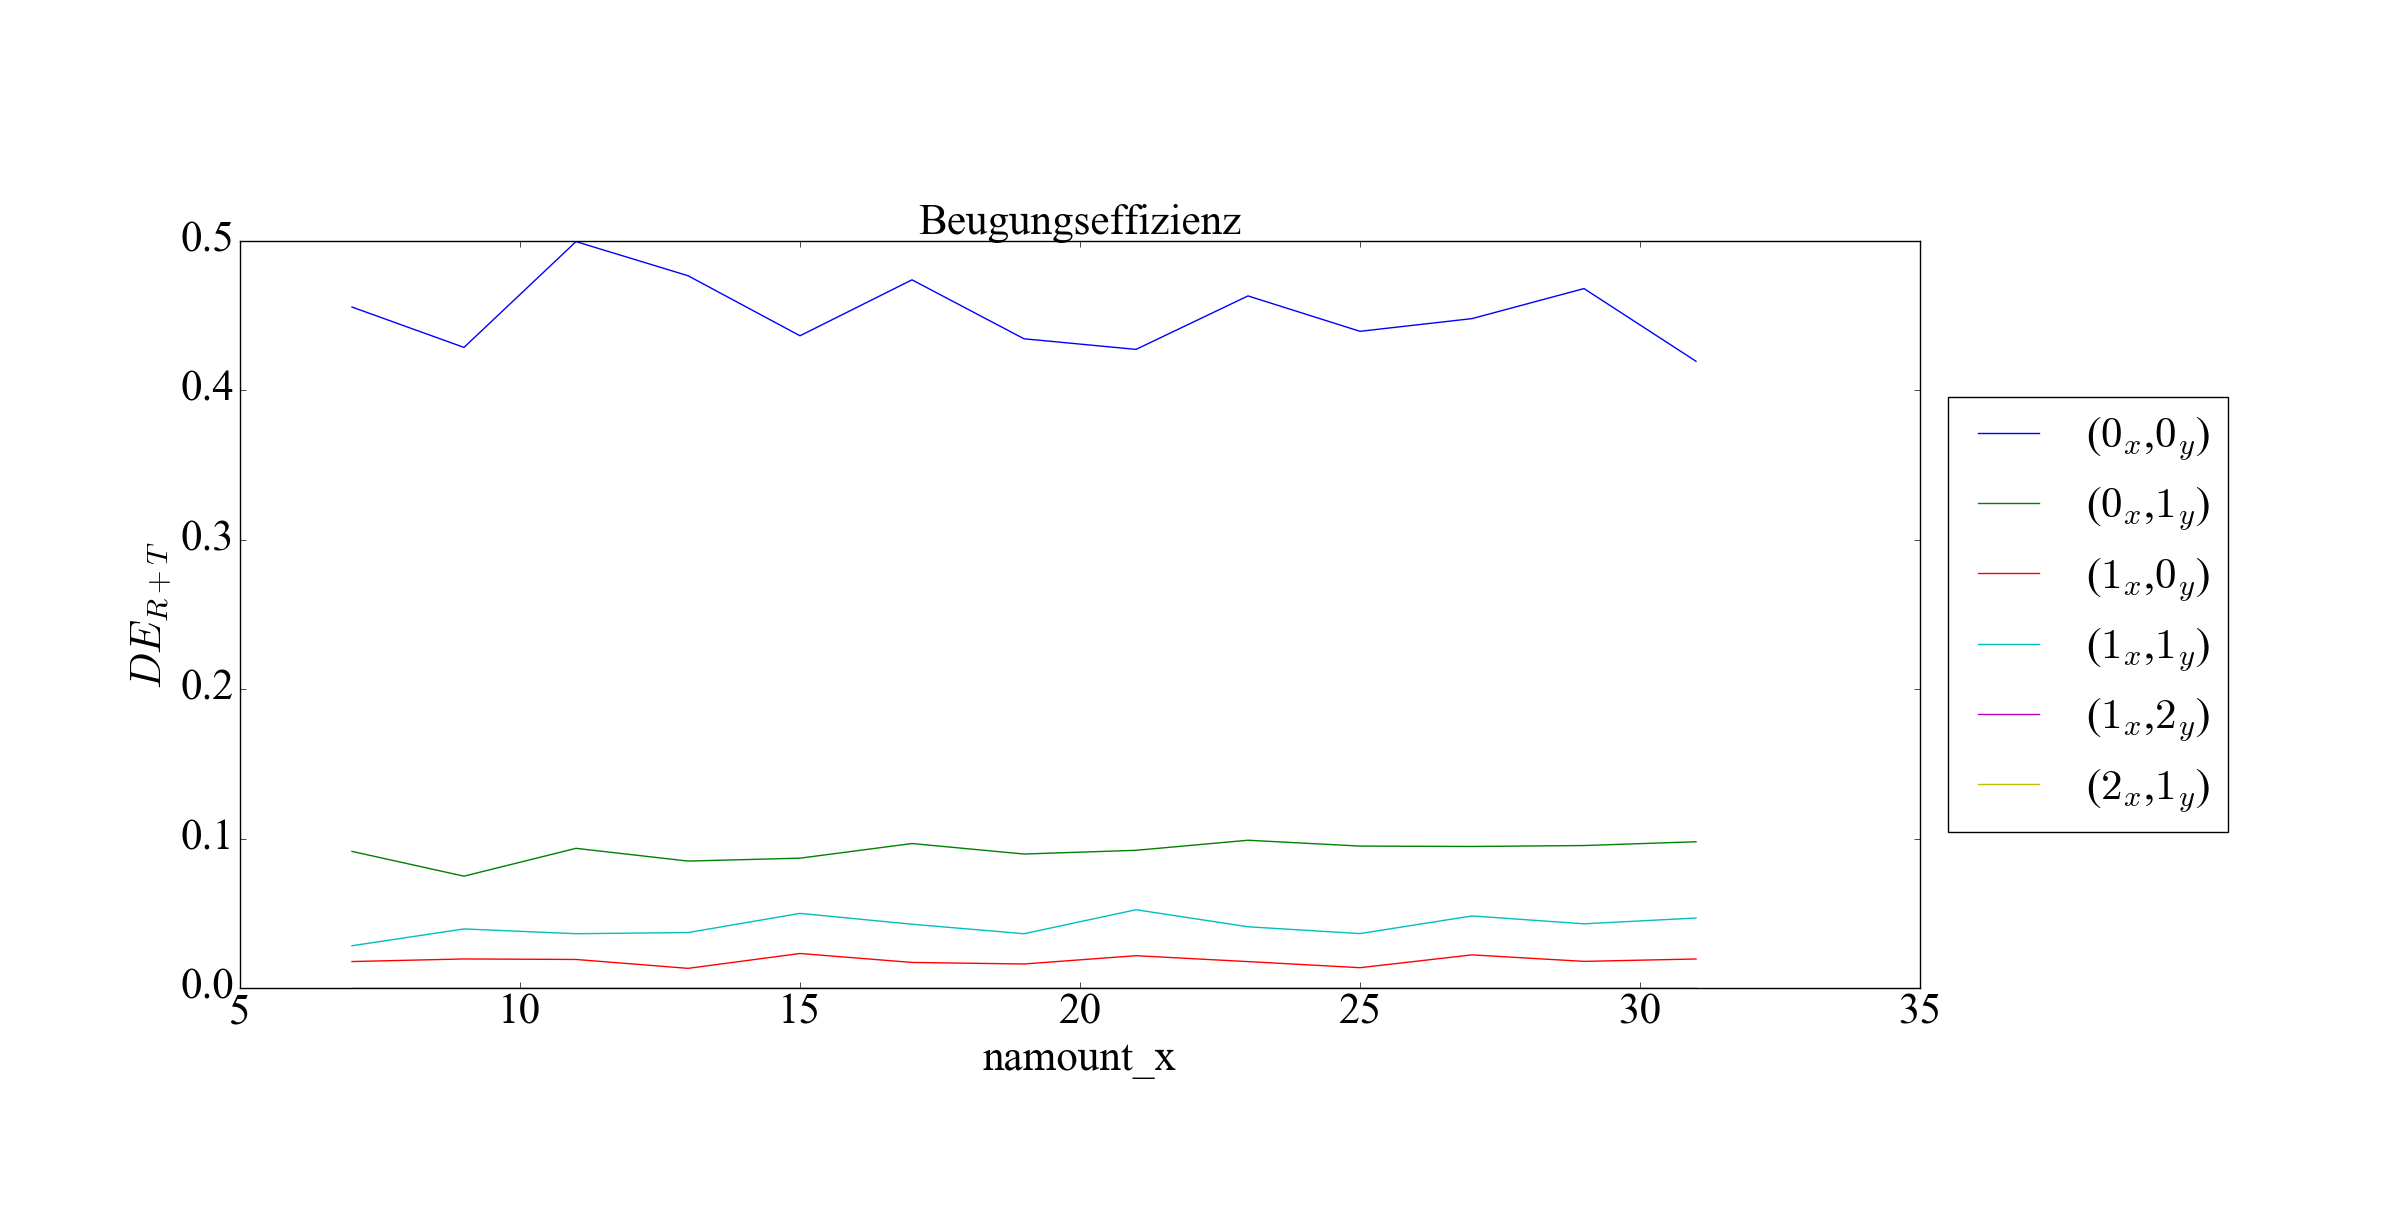 Beugungseffizienz
0.5
0.4
0.3
0.2
0.1
0.0
DE_{R+T}
5 10 15 20 25 30 35
namount_x
(0_x,0_y)
(0_x,1_y)
(1_x,0_y)
(1_x,1_y)
(1_x,2_y)
(2_x,1_y)